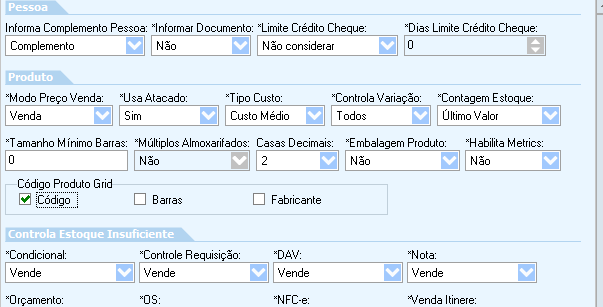 Pessoa
Informa Complemento Pessoa: *Informar Documento: *Limite Crédito Cheque: *Dias Limite Crédito Cheque:
Complemento Não Não considerar 0
Produto
*Modo Preço Venda: *Usa Atacado: *Tipo Custo: *Controla Variação: *Contagem Estoque:
Venda Sim Custo Médio Todos Último Valor
*Tamanho Mínimo Barras: *Múltiplos Almoxarifados: Casas Decimais: *Embalagem Produto: *Habilita Metrics:
0 Não 2 Não Não
Código Produto Grid
Código Barras Fabricante
Controla Estoque Insuficiente
*Condicional: *Controle Requisição: *DAV: *Nota:
Vende Vende Vende Vende
*Orçamento: *OS: *NFC-e: *Venda Itinere: